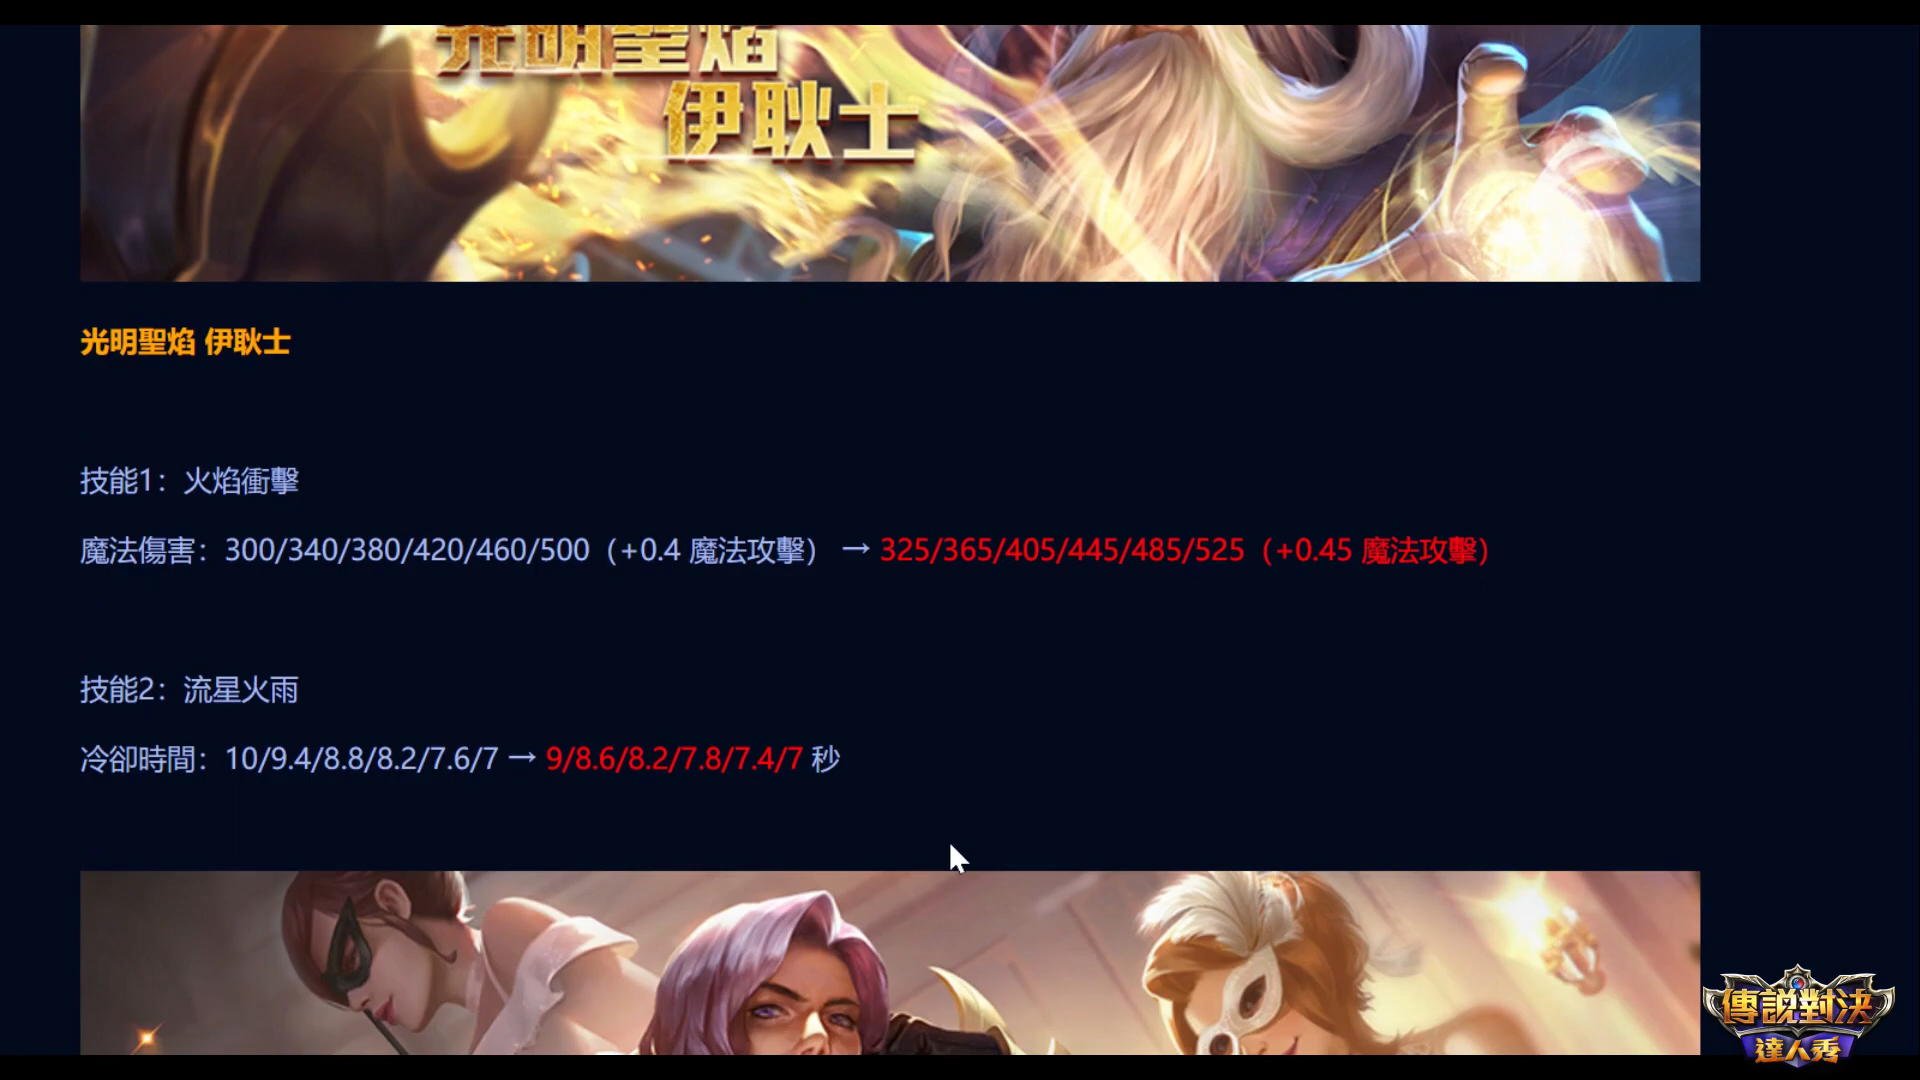 光明聖焰
伊耿士
光明聖焰 伊耿士
技能1：火焰衝擊
魔法傷害：300/340/380/420/460/500（+0.4 魔法攻擊） → 325/365/405/445/485/525（+0.45 魔法攻擊）
技能2：流星火雨
冷卻時間：10/9.4/8.8/8.2/7.6/7 → 9/8.6/8.2/7.8/7.4/7 秒
傳說對決
達人秀